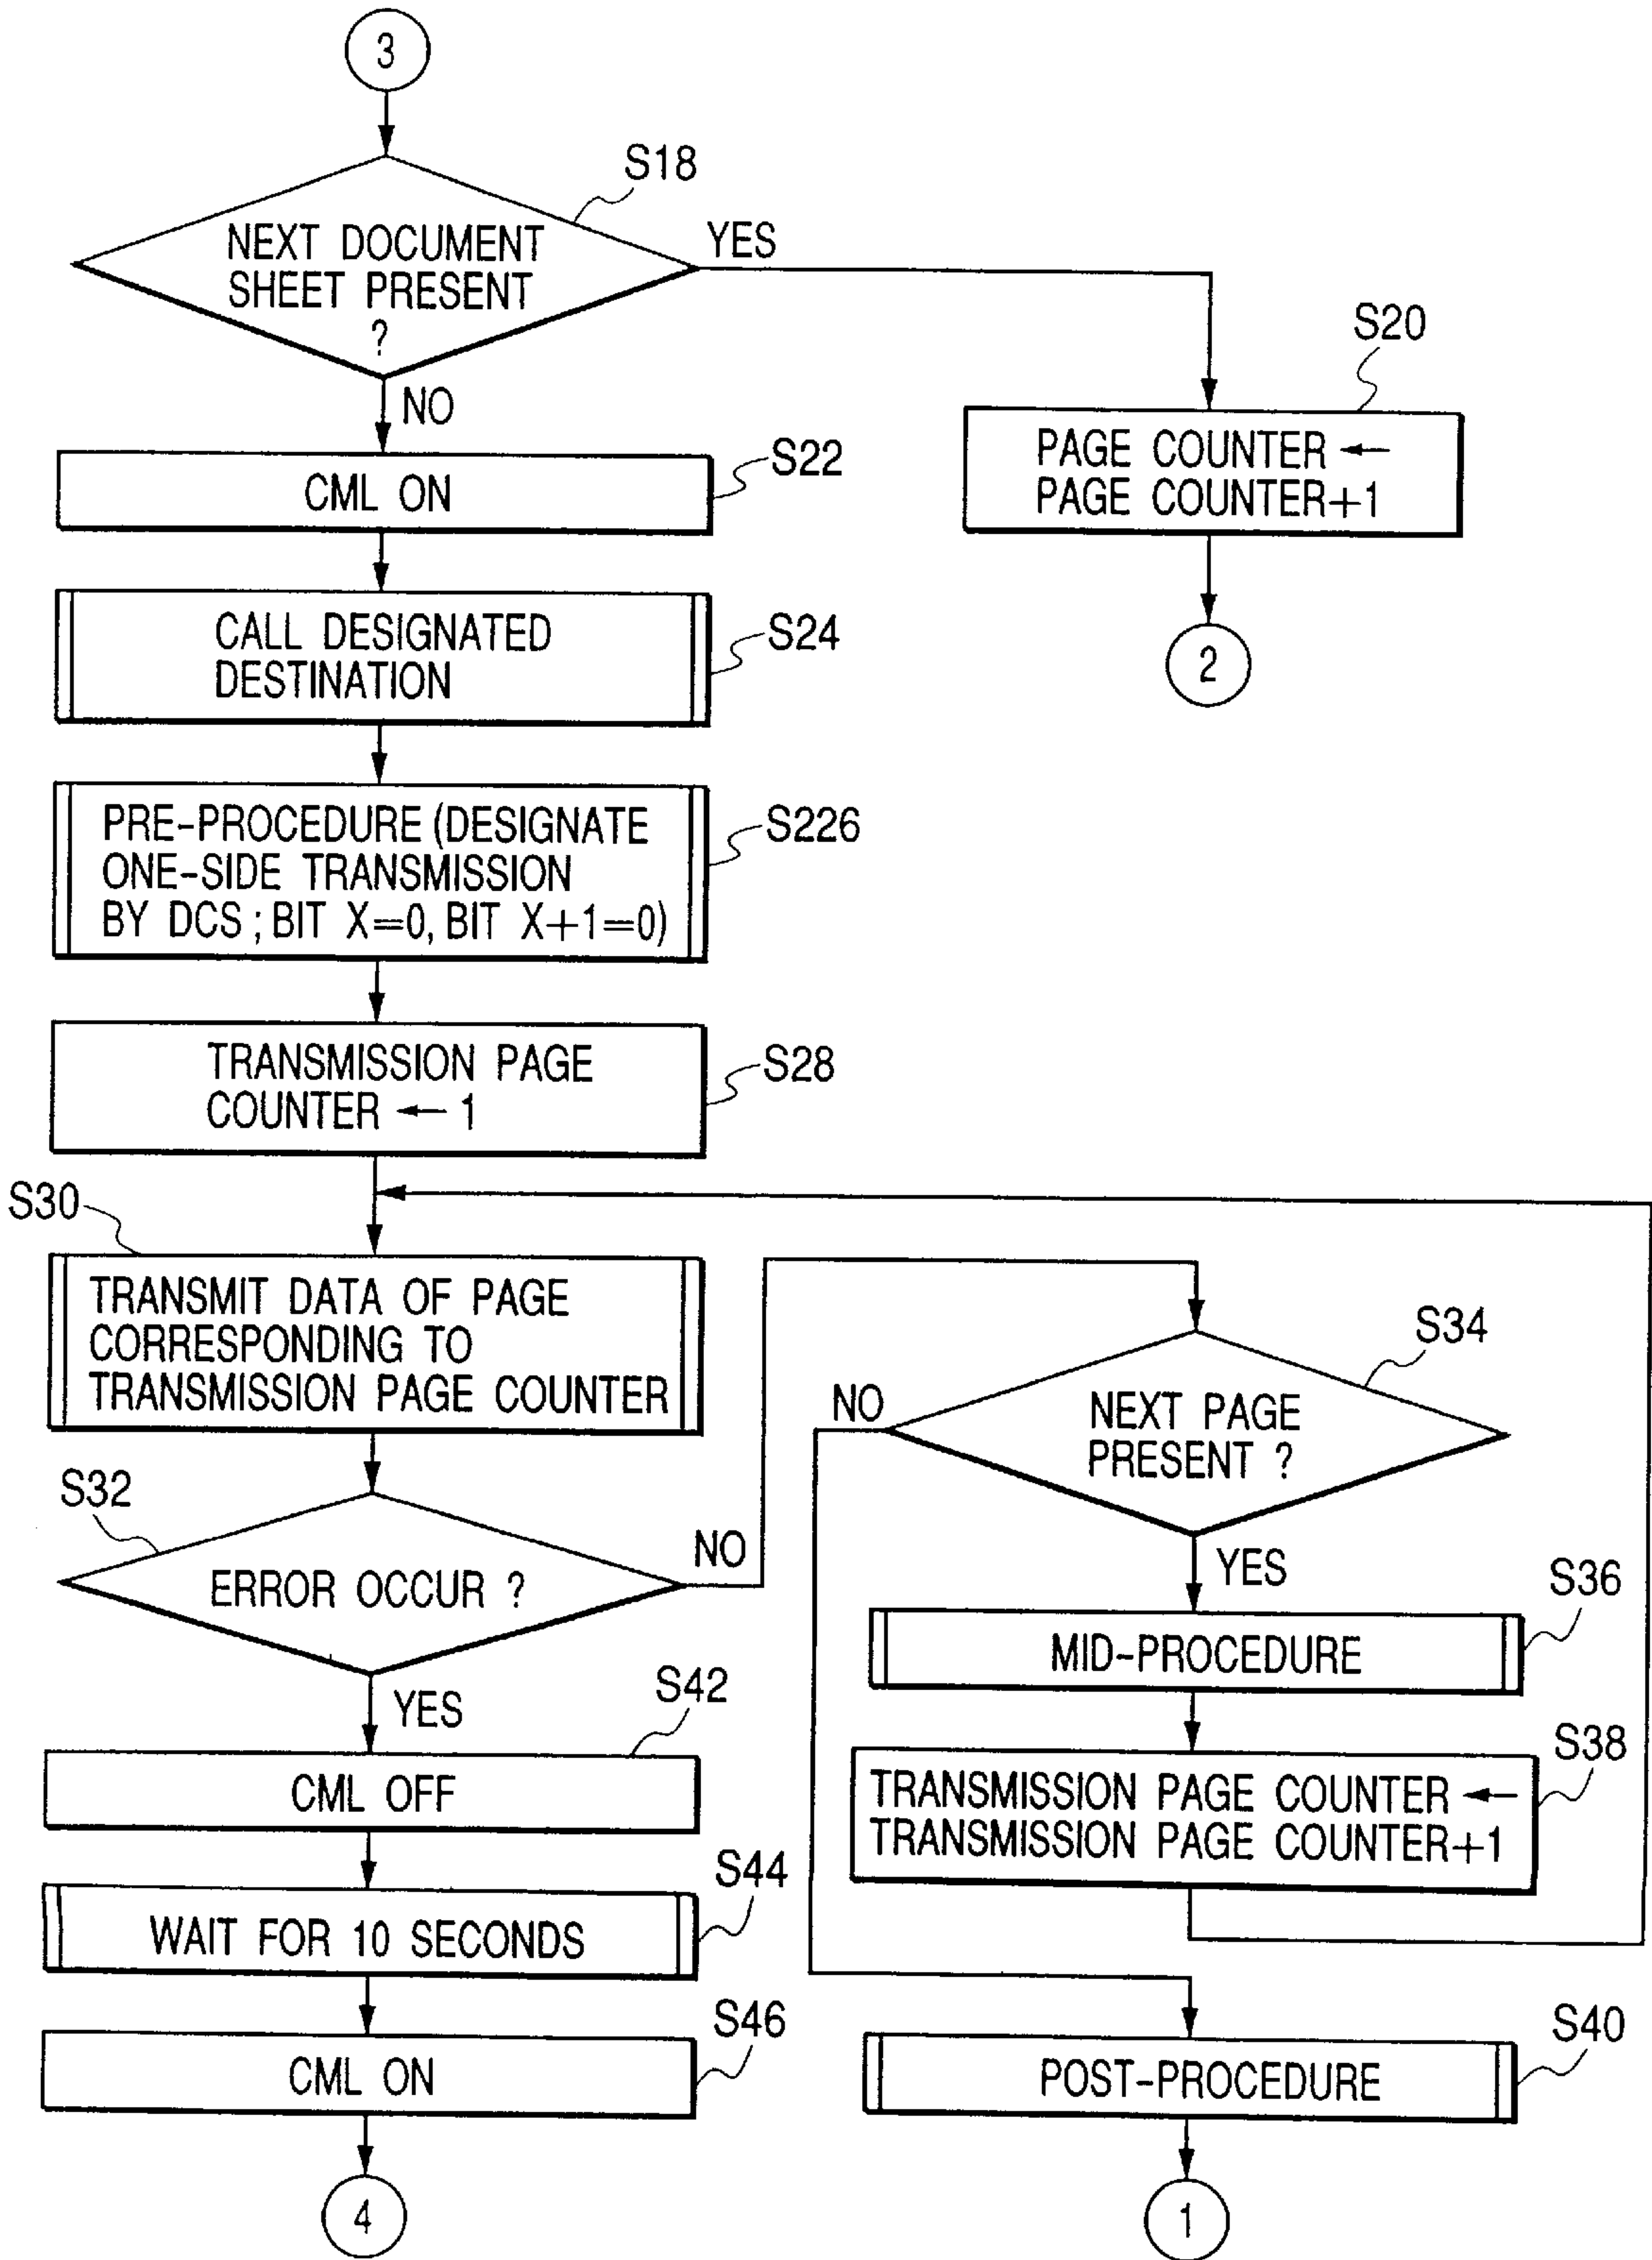 3
S18
NEXT DOCUMENT
SHEET PRESENT
?
YES
NO
S20
PAGE COUNTER ←
PAGE COUNTER+1
2
S22
CML ON
S24
CALL DESIGNATED
DESTINATION
S226
PRE-PROCEDURE (DESIGNATE
ONE-SIDE TRANSMISSION
BY DCS ; BIT X=0, BIT X+1=0)
S28
TRANSMISSION PAGE
COUNTER ← 1
S30
TRANSMIT DATA OF PAGE
CORRESPONDING TO
TRANSMISSION PAGE COUNTER
S32
ERROR OCCUR ?
NO
YES
S34
NEXT PAGE
PRESENT ?
NO
YES
S36
MID-PROCEDURE
S38
TRANSMISSION PAGE COUNTER ←
TRANSMISSION PAGE COUNTER+1
S42
CML OFF
S44
WAIT FOR 10 SECONDS
S46
CML ON
4
S40
POST-PROCEDURE
1